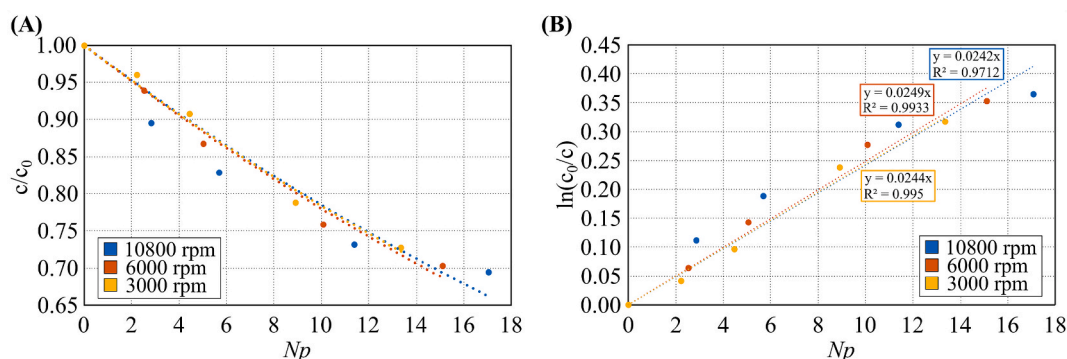 (A)
1.00
0.95
0.90
0.85
0.80
0.75
0.70
0.65
c/c₀
10800 rpm
6000 rpm
3000 rpm
0 2 4 6 8 10 12 14 16 18
Np
(B)
0.45
0.40
0.35
0.30
0.25
0.20
0.15
0.10
0.05
0.00
ln(c₀/c)
y = 0.0242x
R² = 0.9712
y = 0.0249x
R² = 0.9933
y = 0.0244x
R² = 0.995
10800 rpm
6000 rpm
3000 rpm
0 2 4 6 8 10 12 14 16 18
Np